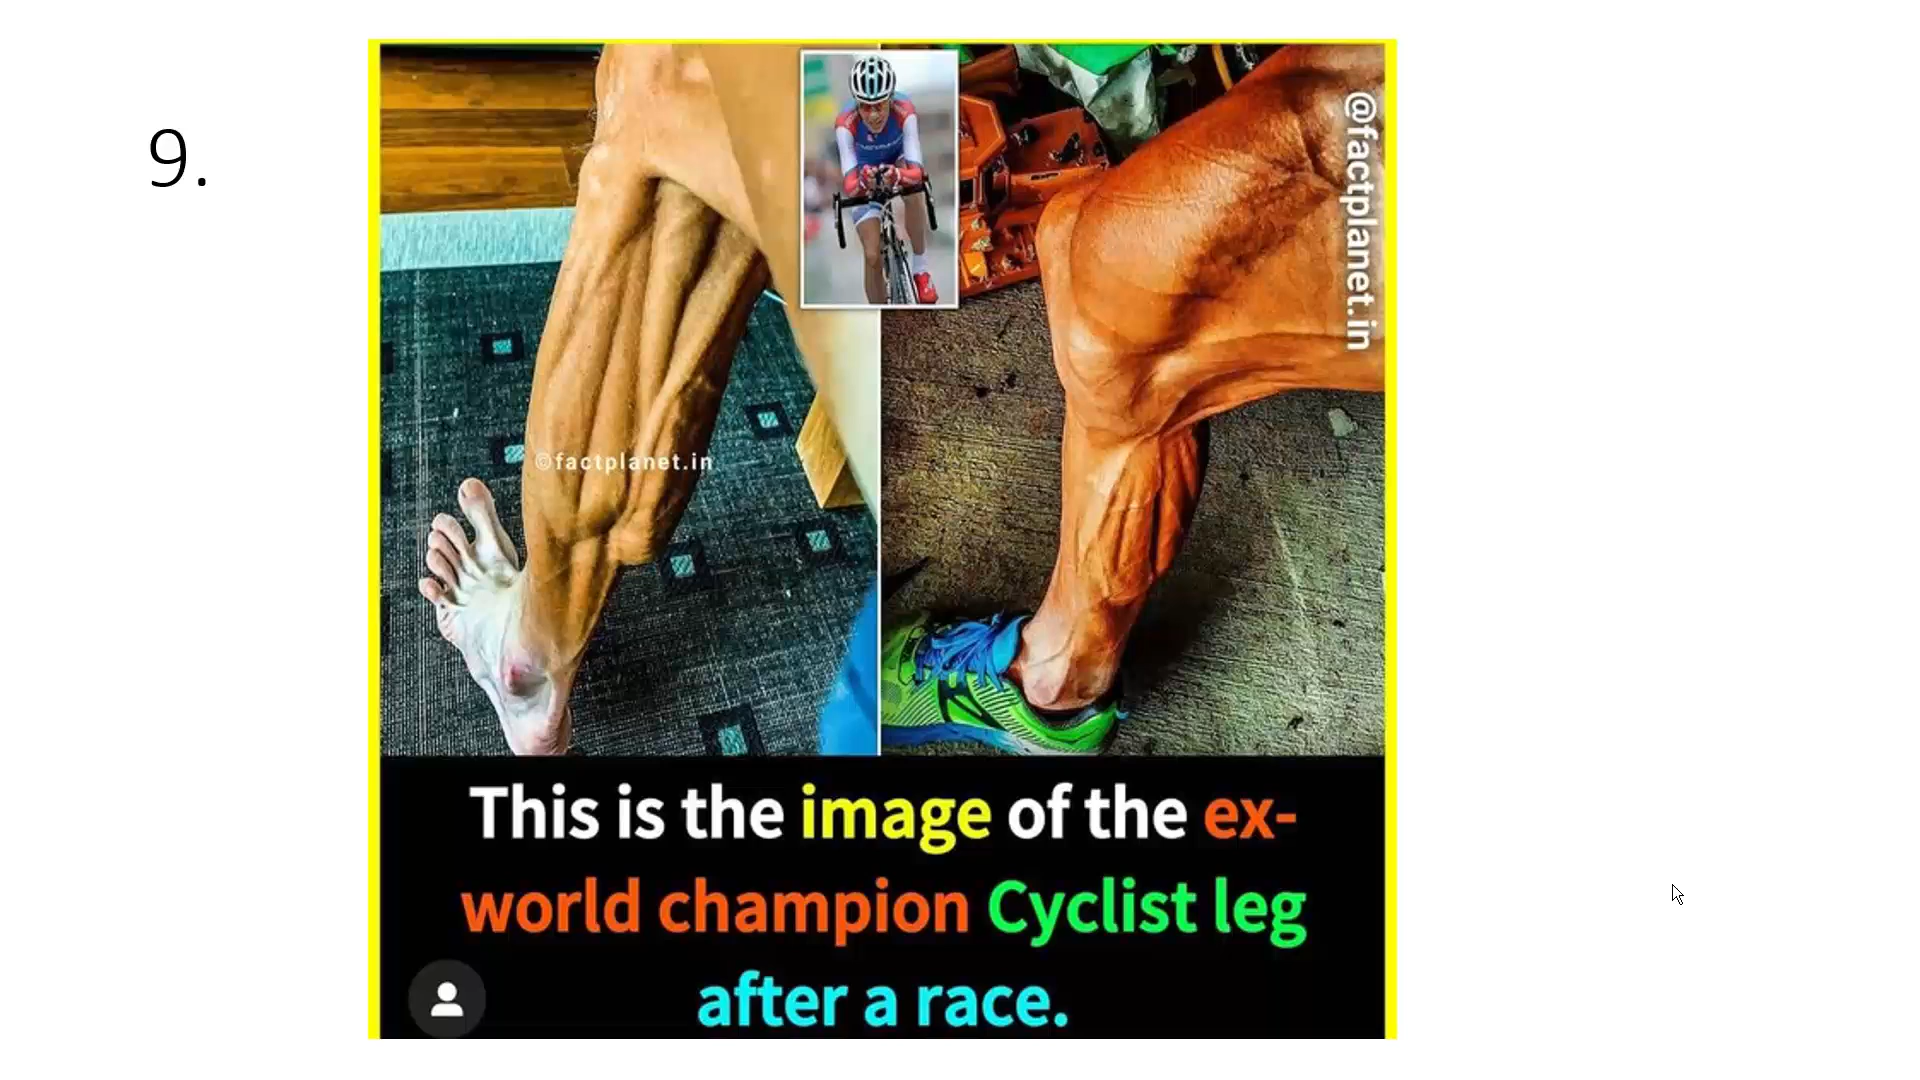 9.
@factplanet.in
©factplanet.in
This is the image of the ex-
world champion Cyclist leg
after a race.